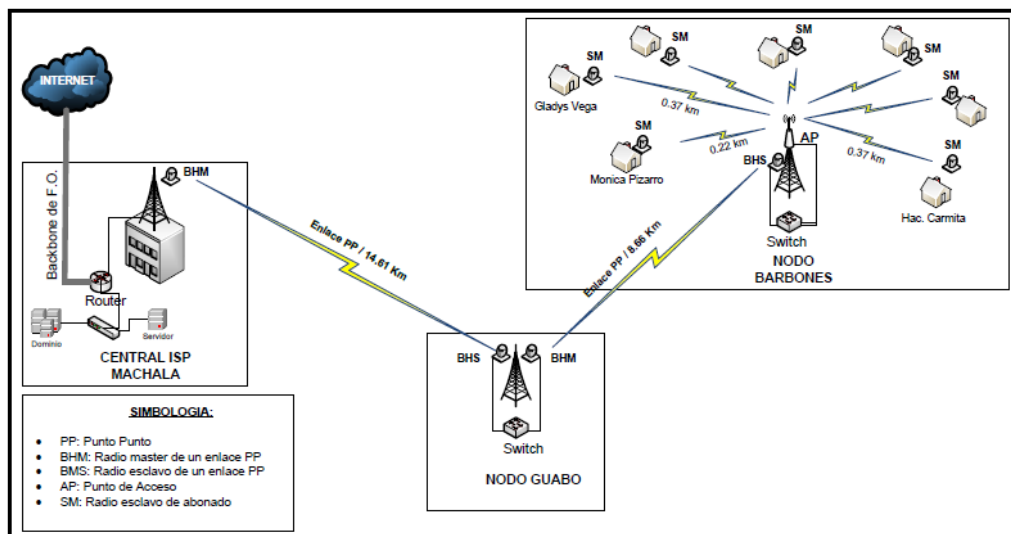 INTERNET
Backbone de F.O.
BHM
Router
Dominio
Servidor
CENTRAL ISP
MACHALA
Enlace PP / 14.61 Km
BHS
BHM
Switch
NODO GUABO
Enlace PP / 8.66 Km
SM
SM
SM
SM
Gladys Vega
0.37 km
SM
SM
0.22 km
Monica Pizarro
AP
BHS
0.37 km
SM
Hac. Carmita
Switch
NODO
BARBONES
SIMBOLOGIA:
• PP: Punto Punto
• BHM: Radio master de un enlace PP
• BMS: Radio esclavo de un enlace PP
• AP: Punto de Acceso
• SM: Radio esclavo de abonado